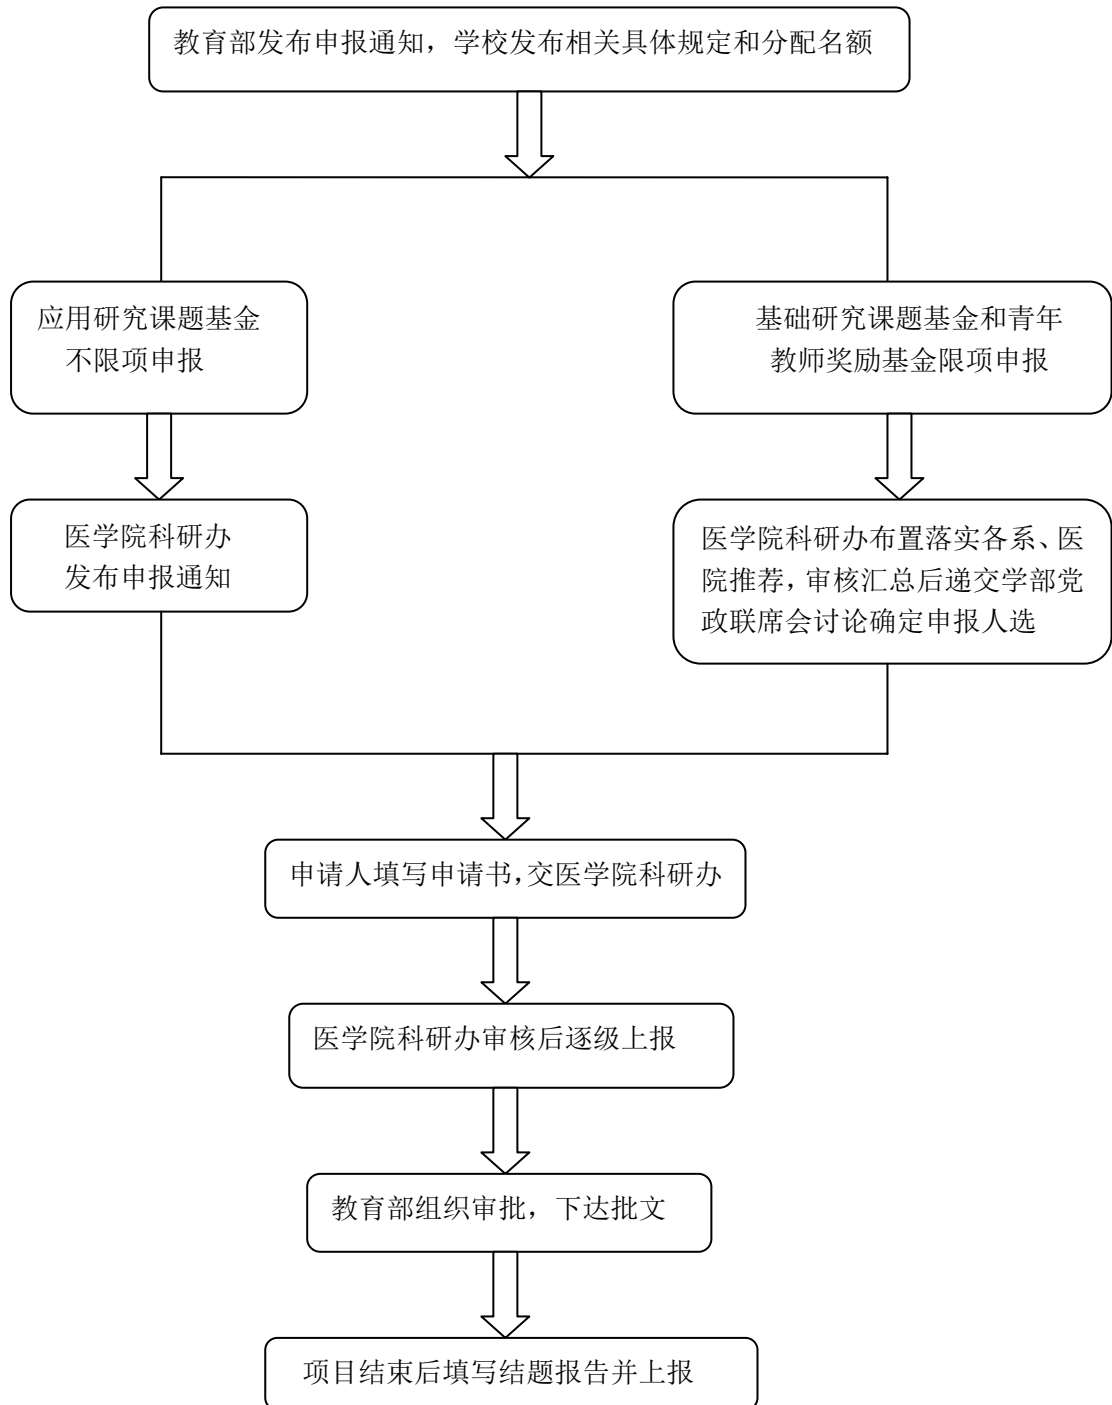 教育部发布申报通知，学校发布相关具体规定和分配名额
应用研究课题基金
不限项申报
基础研究课题基金和青年
教师奖励基金限项申报
医学院科研办
发布申报通知
医学院科研办布置落实各系、医
院推荐，审核汇总后递交学部党
政联席会讨论确定申报人选
申请人填写申请书，交医学院科研办
医学院科研办审核后逐级上报
教育部组织审批，下达批文
项目结束后填写结题报告并上报